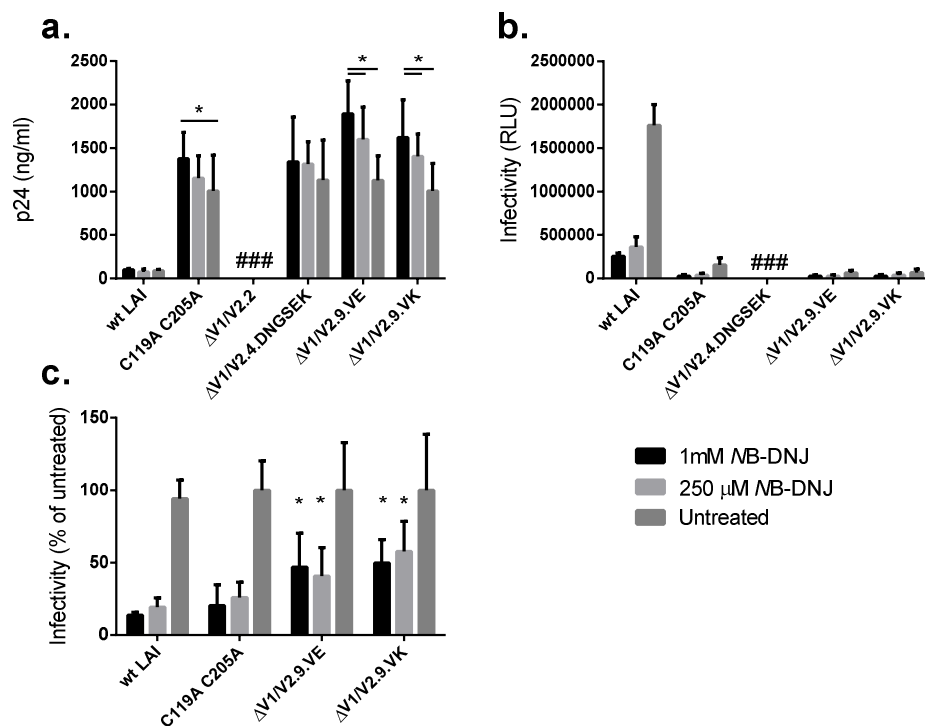 a.
p24 (ng/ml)
2500
2000
1500
1000
500
0
*
###
*
*
wt LAI
C119A C205A
ΔV1/V2.2
ΔV1/V2.4.DNGSEK
ΔV1/V2.9.VE
ΔV1/V2.9.VK
b.
Infectivity (RLU)
2500000
2000000
1500000
1000000
500000
0
###
wt LAI
C119A C205A
ΔV1/V2.4.DNGSEK
ΔV1/V2.9.VE
ΔV1/V2.9.VK
c.
Infectivity (% of untreated)
150
100
50
0
* *
* *
wt LAI
C119A C205A
ΔV1/V2.9.VE
ΔV1/V2.9.VK
1mM NB-DNJ
250 μM NB-DNJ
Untreated